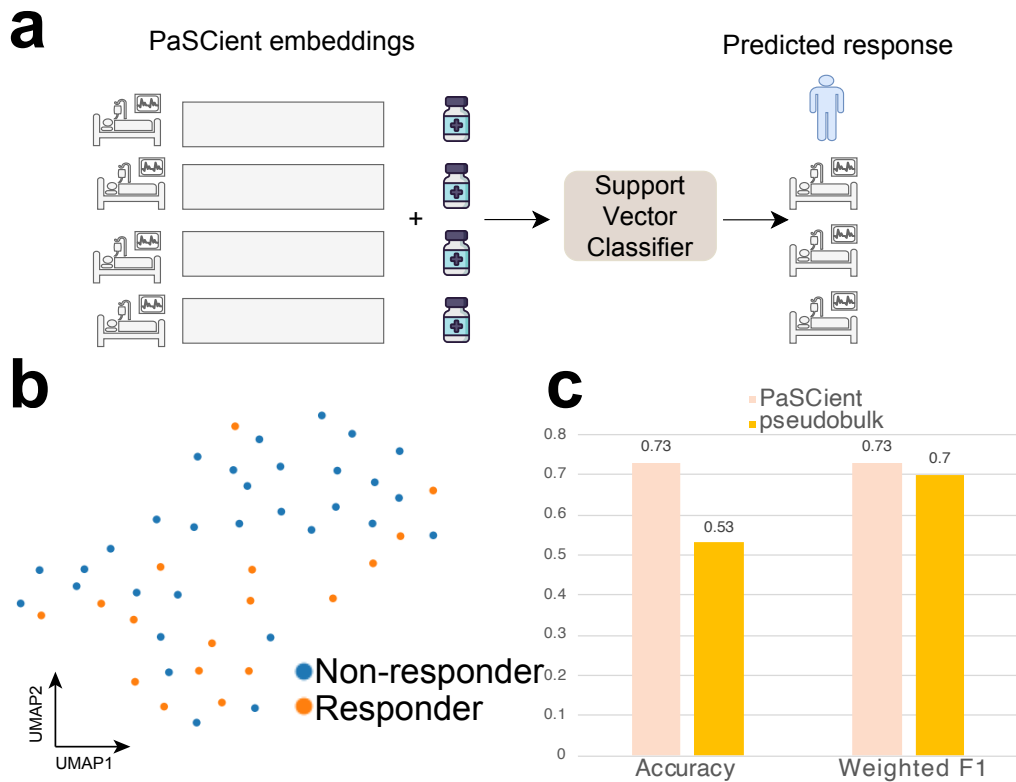 a
PaSCient embeddings
Predicted response
+
Support
Vector
Classifier
b
Non-responder
Responder
UMAP2
UMAP1
c
PaSCient
pseudobulk
0.8
0.7
0.6
0.5
0.4
0.3
0.2
0.1
0
0.73
0.53
0.73
0.7
Accuracy
Weighted F1